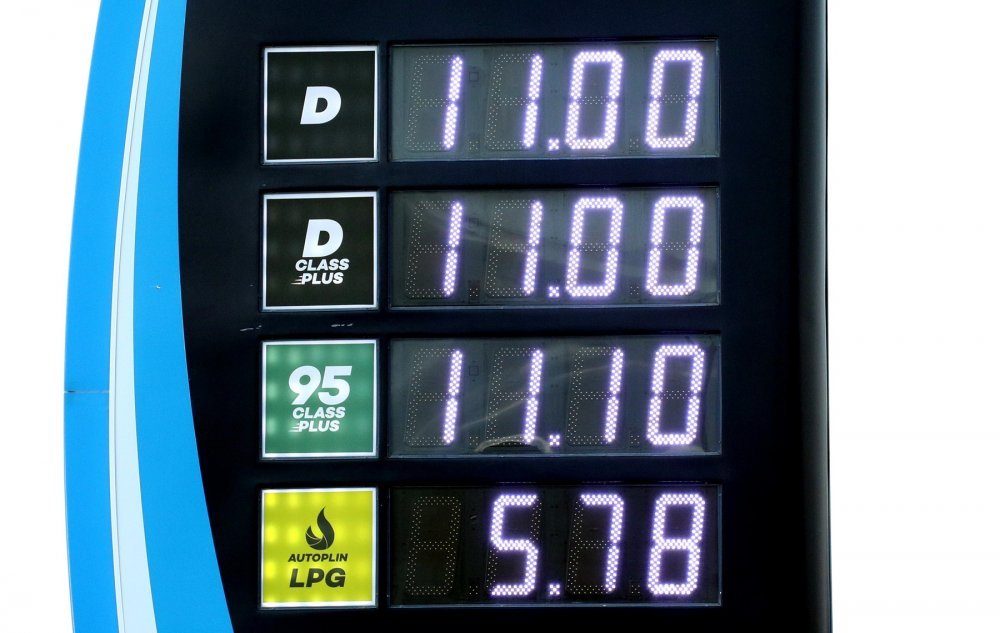 D 11.00
D 11.00
CLASS
PLUS
95 11.10
CLASS
PLUS
AUTOPLIN 5.78
LPG